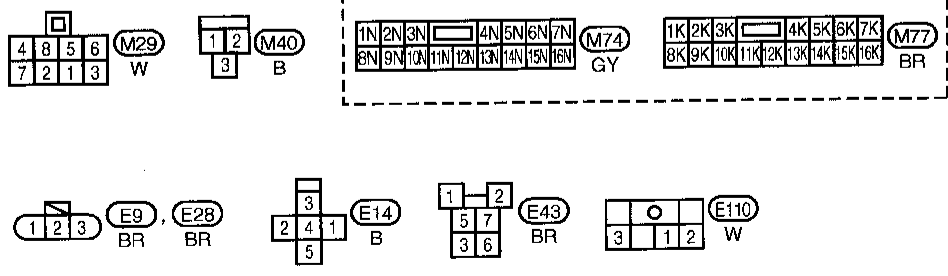 4 8 5 6 M29
7 2 1 3 W
1 2 M40
3 B
1N 2N 3N 4N 5N 6N 7N M74
8N 9N 10N 11N 12N 13N 14N 15N 16N GY
1K 2K 3K 4K 5K 6K 7K M77
8K 9K 10K 11K 12K 13K 14K 15K 16K BR
1 2 3 E9 , E28
BR BR
3
2 4 1 E14
5 B
1 2
5 7 E43
3 6 BR
E110
3 1 2 W